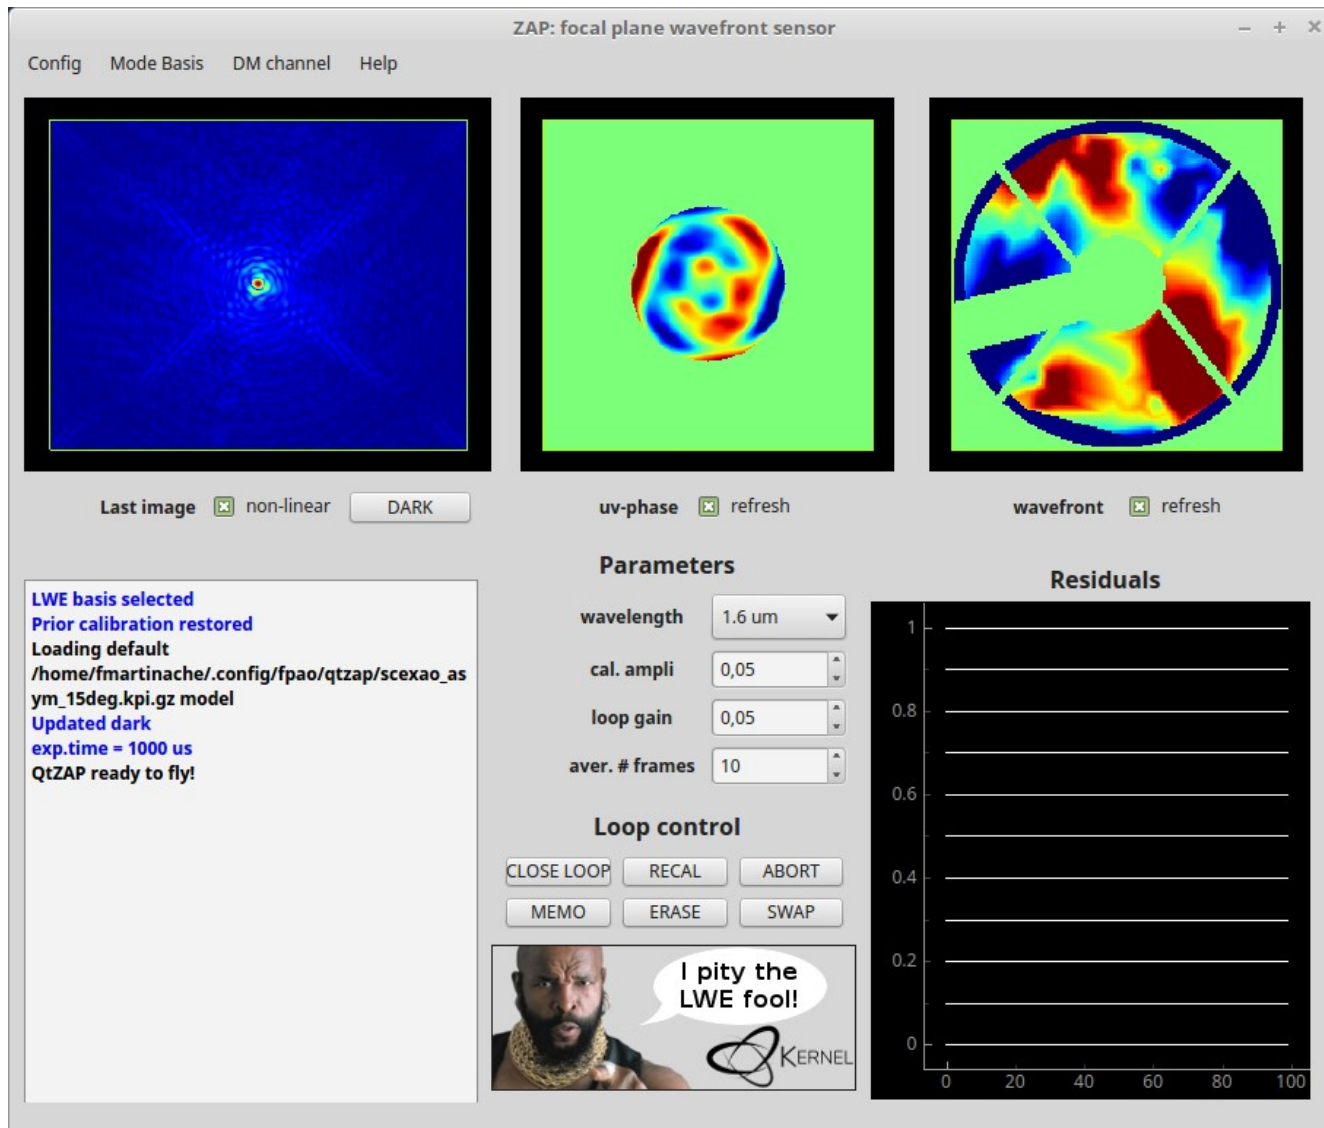 ZAP: focal plane wavefront sensor
Config Mode Basis DM channel Help
Last image non-linear DARK
uv-phase refresh
wavefront refresh
LWE basis selected
Prior calibration restored
Loading default
/home/fmartinache/.config/fpao/qtzap/scexao_as
ym_15deg.kpi.gz model
Updated dark
exp.time = 1000 us
QtZAP ready to fly!
Parameters
wavelength 1.6 um
cal. ampli 0,05
loop gain 0,05
aver. # frames 10
Loop control
CLOSE LOOP RECAL ABORT
MEMO ERASE SWAP
I pity the
LWE fool!
KERNEL
Residuals
1
0.8
0.6
0.4
0.2
0
0 20 40 60 80 100